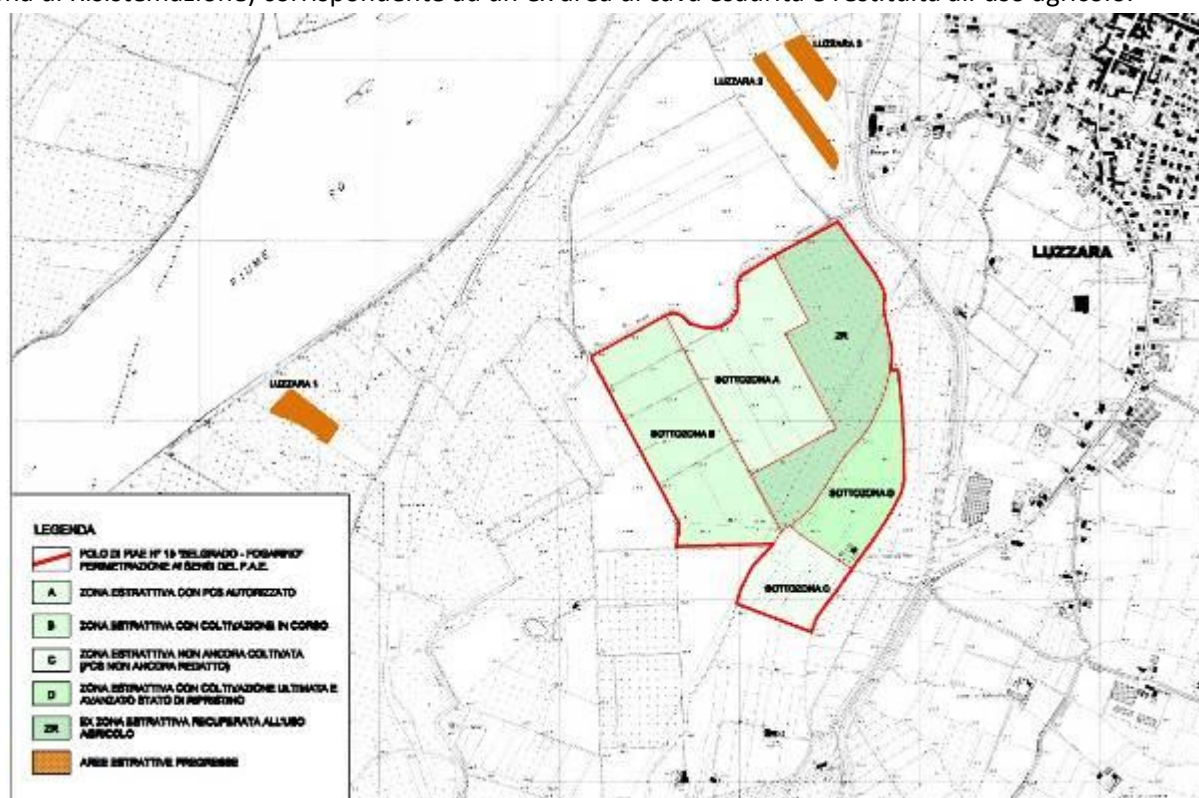 corrispondente ad un'ex area di cava esaurita e restituita all'uso agricolo.
LUZZARA 3
LUZZARA 2
LUZZARA
PO
FIUME
ZR
SOTTOZONA A
LUZZARA 1
SOTTOZONA B
SOTTOZONA D
SOTTOZONA C
LEGENDA
POLO DI PIAE N° 19 "BELGRADO - FOGARINO"
PERIMETRAZIONE AI SENSI DEL P.A.E.
A ZONA ESTRATTIVA CON PCS AUTORIZZATO
B ZONA ESTRATTIVA CON COLTIVAZIONE IN CORSO
C ZONA ESTRATTIVA NON ANCORA COLTIVATA
(PCS NON ANCORA REDATTO)
D ZONA ESTRATTIVA CON COLTIVAZIONE ULTIMATA E
AVANZATO STATO DI RIPRISTINO
ZR EX ZONA ESTRATTIVA RECUPERATA ALL'USO
AGRICOLO
AREE ESTRATTIVE PREGRESSE